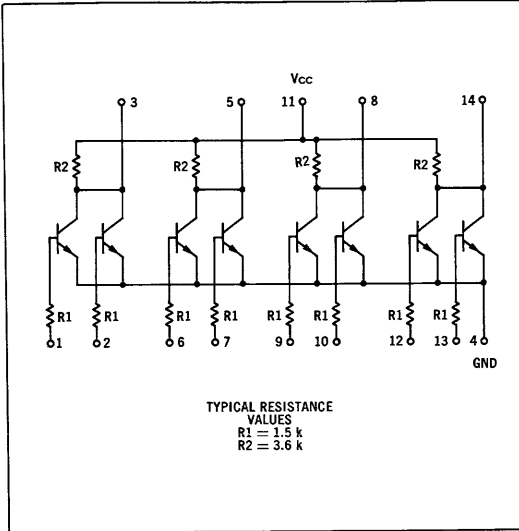 Vcc
3 5 11 8 14
R2 R2 R2 R2
R1 R1 R1 R1 R1 R1 R1 R1
1 2 6 7 9 10 12 13 4
GND
TYPICAL RESISTANCE
VALUES
R1 = 1.5 k
R2 = 3.6 k